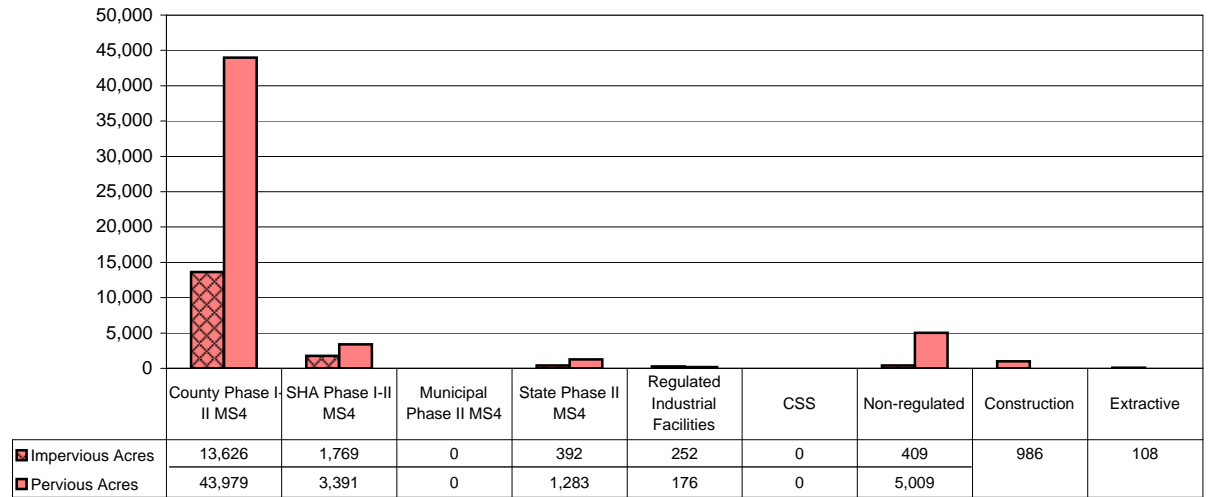 50,000
45,000
40,000
35,000
30,000
25,000
20,000
15,000
10,000
5,000
0
County Phase I-
II MS4
SHA Phase I-II
MS4
Municipal
Phase II MS4
State Phase II
MS4
Regulated
Industrial
Facilities
CSS
Non-regulated
Construction
Extractive
Impervious Acres 13,626 1,769 0 392 252 0 409 986 108
Pervious Acres 43,979 3,391 0 1,283 176 0 5,009